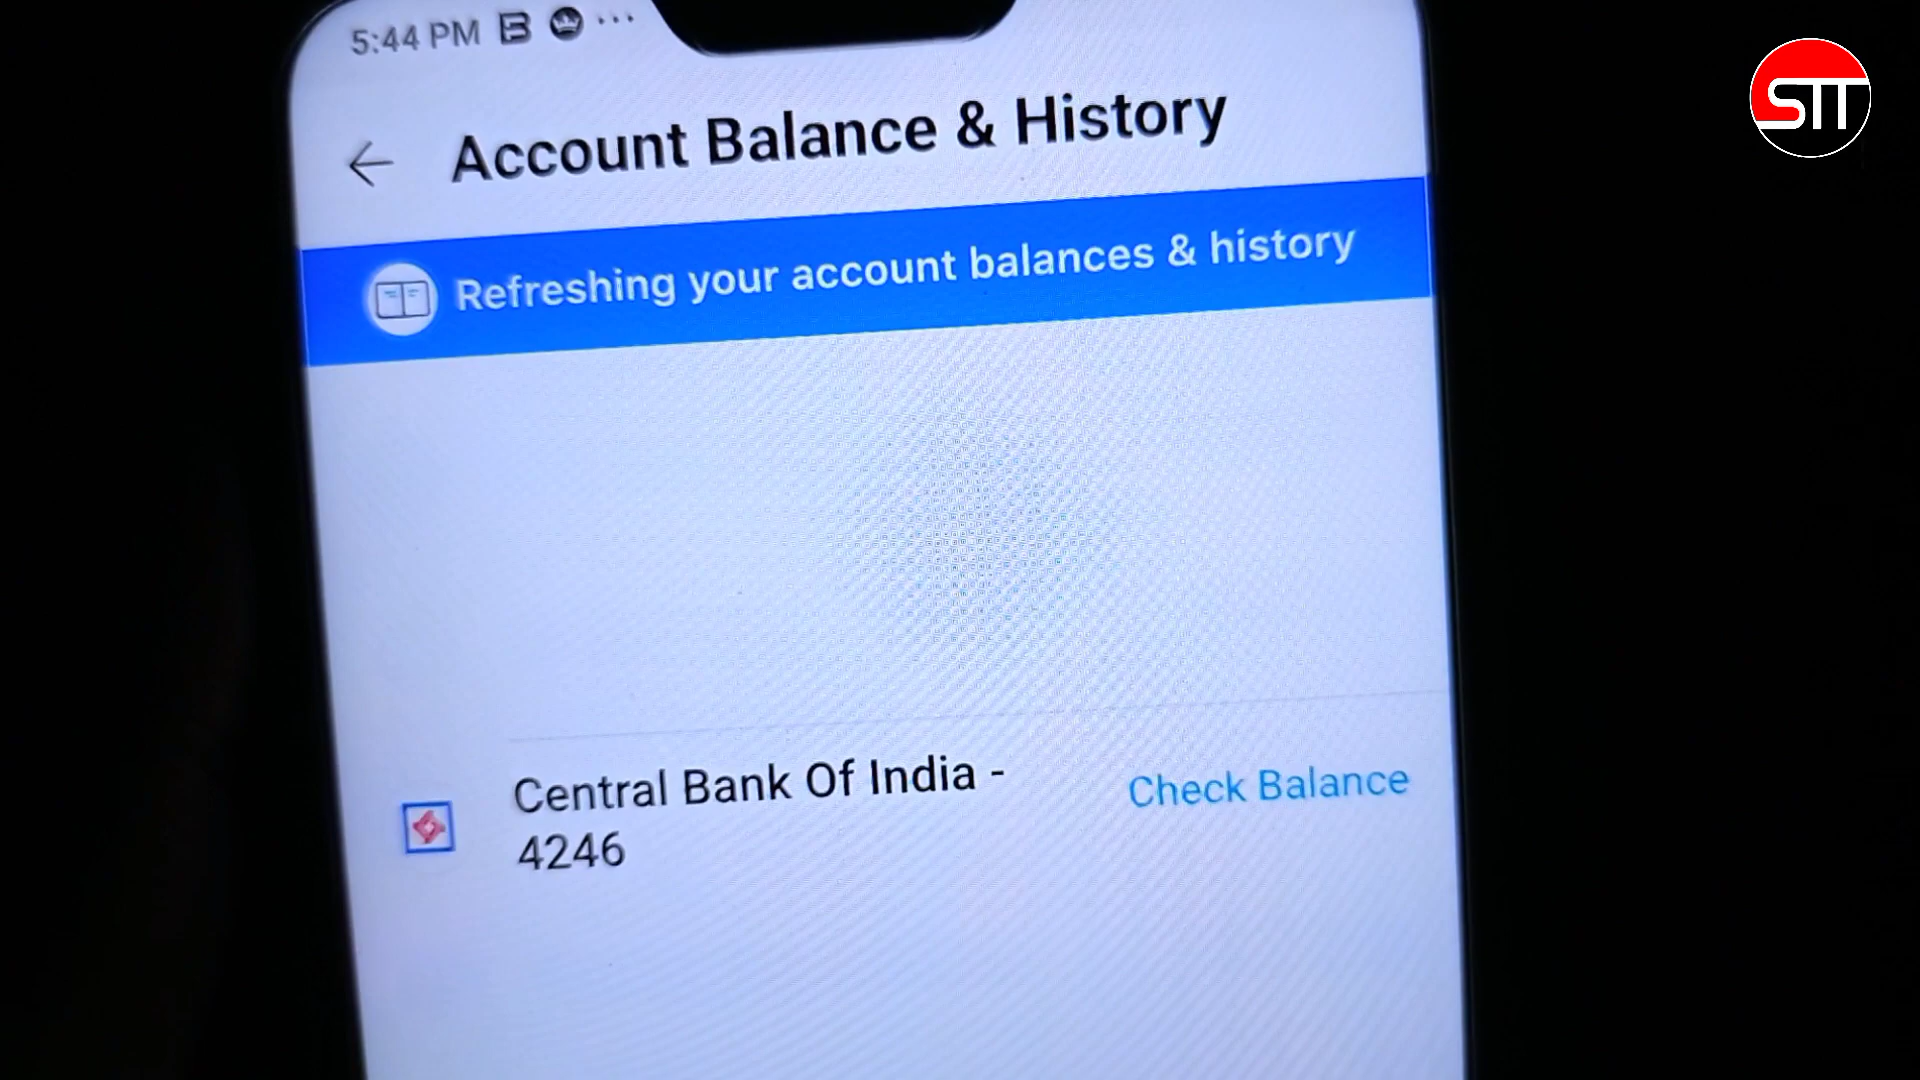 5:44 PM
STT
Account Balance & History
Refreshing your account balances & history
Central Bank Of India -
4246
Check Balance